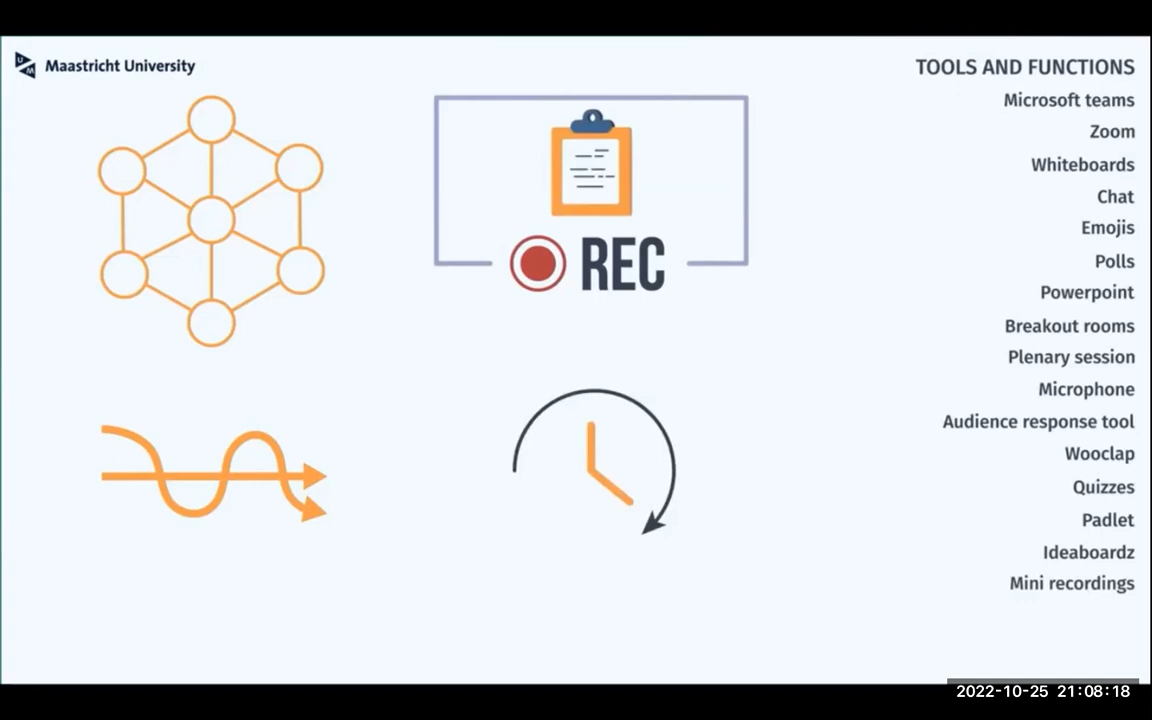 UM
Maastricht University
REC
TOOLS AND FUNCTIONS
Microsoft teams
Zoom
Whiteboards
Chat
Emojis
Polls
Powerpoint
Breakout rooms
Plenary session
Microphone
Audience response tool
Wooclap
Quizzes
Padlet
Ideaboardz
Mini recordings
2022-10-25 21:08:18